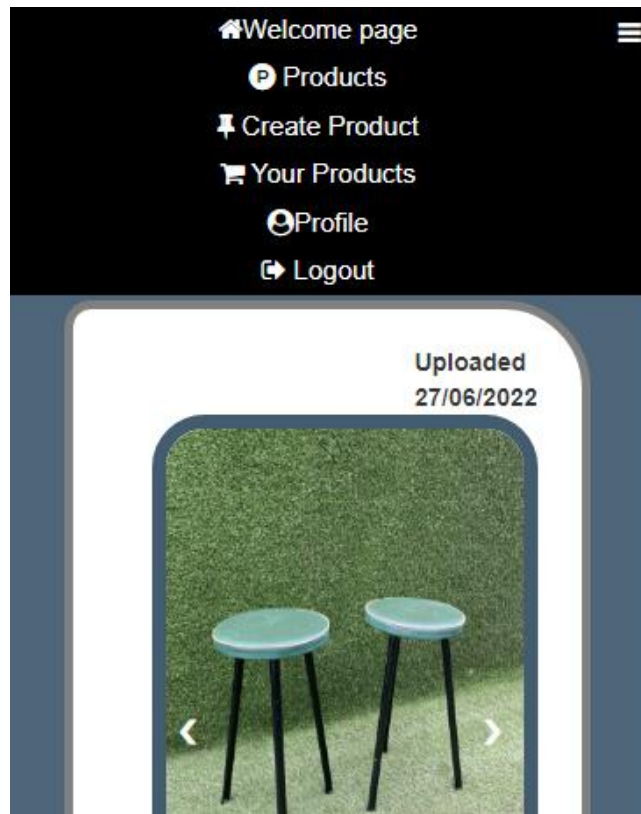 Welcome page
P Products
Create Product
Your Products
Profile
Logout
Uploaded
27/06/2022